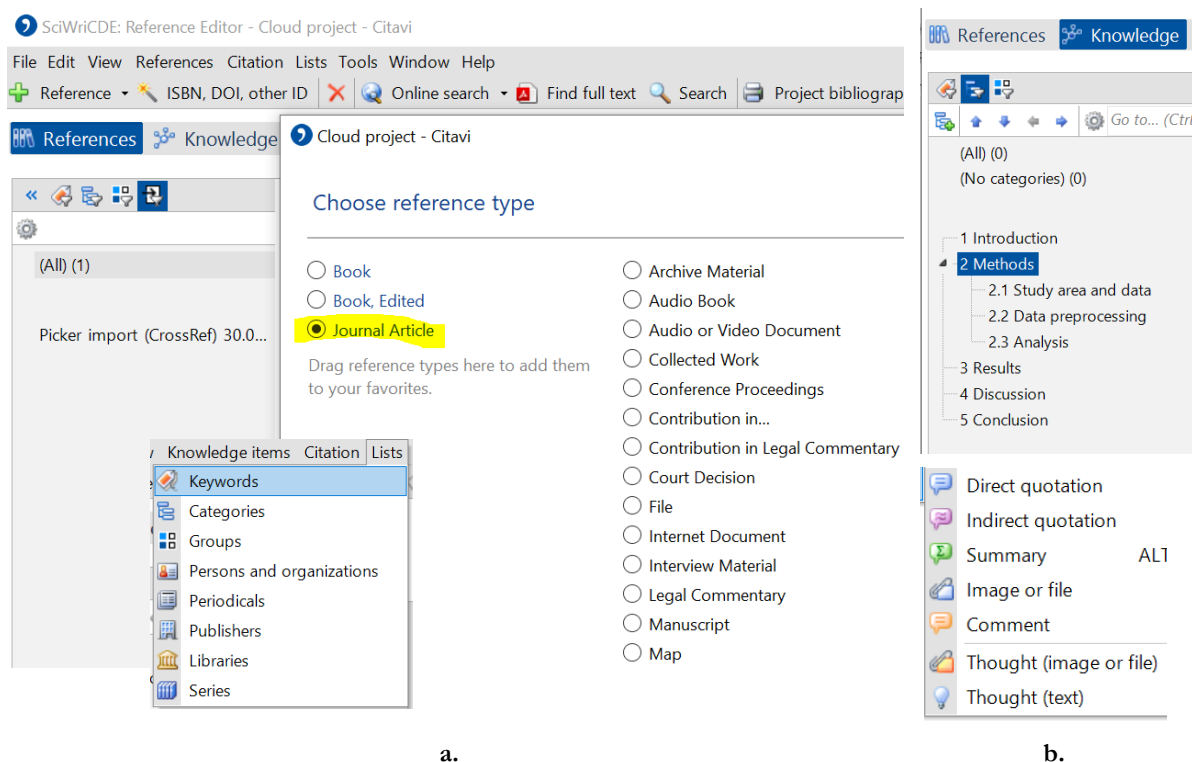 SciWriCDE: Reference Editor - Cloud project - Citavi
File Edit View References Citation Lists Tools Window Help
Reference ISBN, DOI, other ID Online search Find full text Search Project bibliograp
References Knowledge
Cloud project - Citavi
Choose reference type
(All) (1)
Picker import (CrossRef) 30.0...
Book
Book, Edited
Journal Article
Drag reference types here to add them
to your favorites.
Archive Material
Audio Book
Audio or Video Document
Collected Work
Conference Proceedings
Contribution in...
Contribution in Legal Commentary
Court Decision
File
Internet Document
Interview Material
Legal Commentary
Manuscript
Map
Knowledge items Citation Lists
Keywords
Categories
Groups
Persons and organizations
Periodicals
Publishers
Libraries
Series
a.
References Knowledge
Go to... (Ctrl
(All) (0)
(No categories) (0)
1 Introduction
2 Methods
2.1 Study area and data
2.2 Data preprocessing
2.3 Analysis
3 Results
4 Discussion
5 Conclusion
Direct quotation
Indirect quotation
Summary ALT
Image or file
Comment
Thought (image or file)
Thought (text)
b.